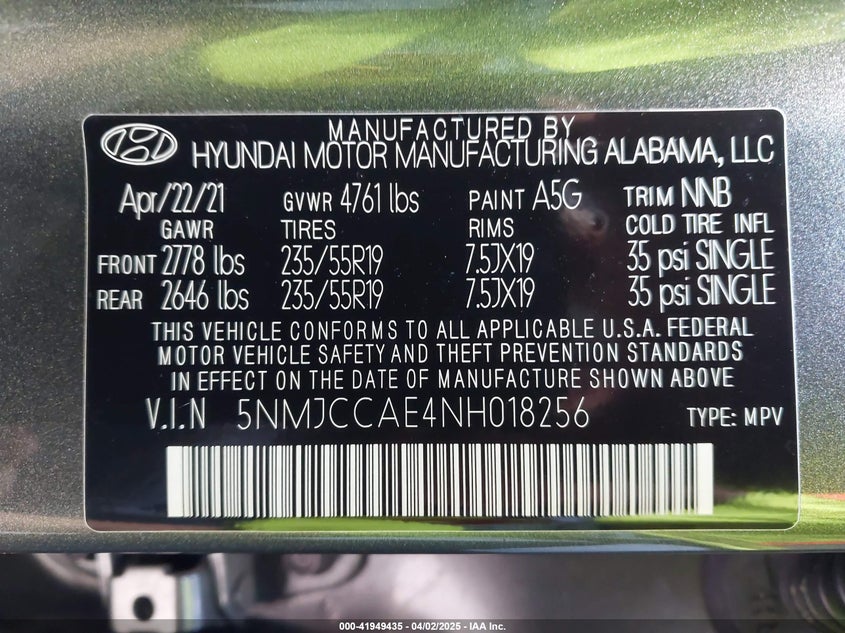 MANUFACTURED BY
HYUNDAI MOTOR MANUFACTURING ALABAMA, LLC
Apr/22/21 GVWR 4761 lbs PAINT A5G TRIM NNB
GAWR TIRES RIMS COLD TIRE INFL
FRONT 2778 lbs 235/55R19 7.5JX19 35 psi SINGLE
REAR 2646 lbs 235/55R19 7.5JX19 35 psi SINGLE
THIS VEHICLE CONFORMS TO ALL APPLICABLE U.S.A. FEDERAL
MOTOR VEHICLE SAFETY AND THEFT PREVENTION STANDARDS
IN EFFECT ON THE DATE OF MANUFACTURE SHOWN ABOVE.
V.I.N 5NMJCCAE4NH018256 TYPE: MPV
000-41949435 - 04/02/2025 - IAA Inc.